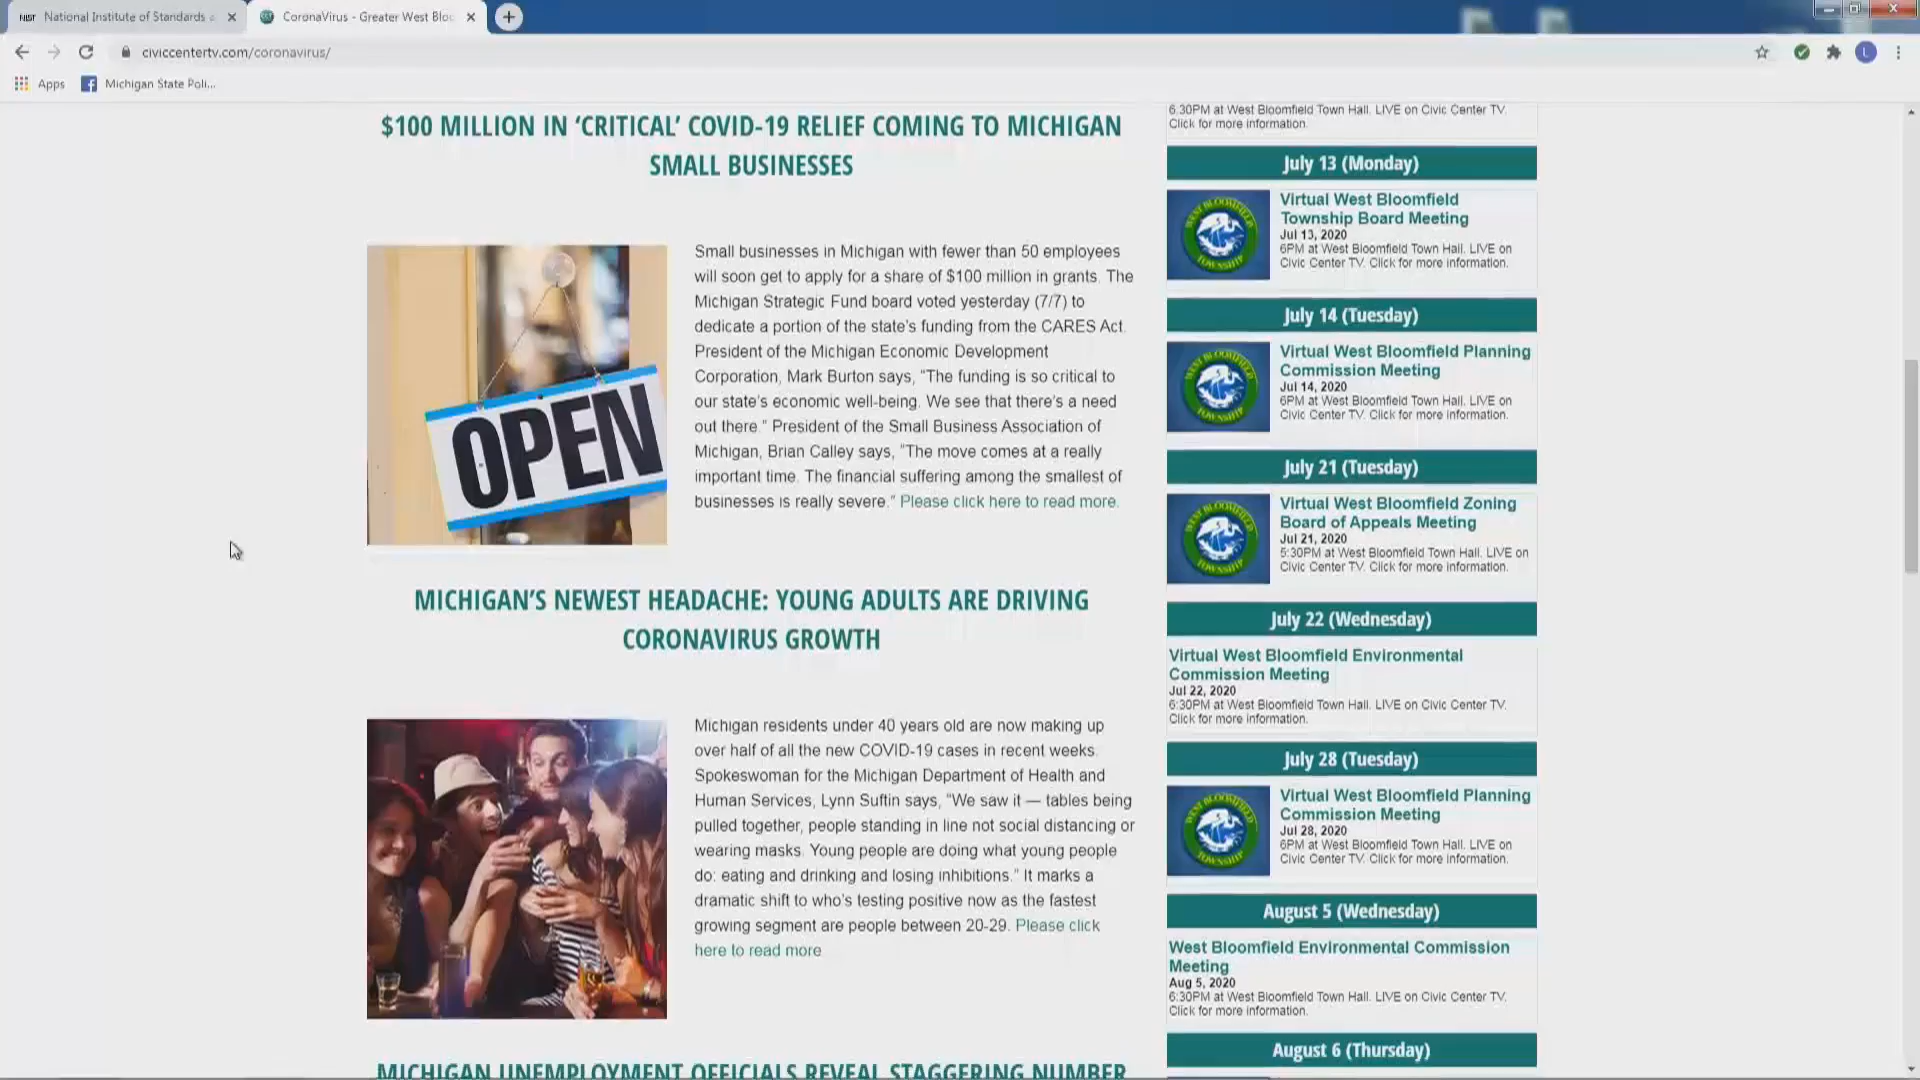 NIST National Institute of Standards a
CoronaVirus - Greater West Bloo
civiccentertv.com/coronavirus/
L
Apps
Michigan State Poli...
$100 MILLION IN ‘CRITICAL’ COVID-19 RELIEF COMING TO MICHIGAN
SMALL BUSINESSES
OPEN
Small businesses in Michigan with fewer than 50 employees
will soon get to apply for a share of $100 million in grants. The
Michigan Strategic Fund board voted yesterday (7/7) to
dedicate a portion of the state’s funding from the CARES Act.
President of the Michigan Economic Development
Corporation, Mark Burton says, “The funding is so critical to
our state’s economic well-being. We see that there’s a need
out there.” President of the Small Business Association of
Michigan, Brian Calley says, “The move comes at a really
important time. The financial suffering among the smallest of
businesses is really severe.” Please click here to read more.
MICHIGAN’S NEWEST HEADACHE: YOUNG ADULTS ARE DRIVING
CORONAVIRUS GROWTH
Michigan residents under 40 years old are now making up
over half of all the new COVID-19 cases in recent weeks.
Spokeswoman for the Michigan Department of Health and
Human Services, Lynn Suftin says, “We saw it — tables being
pulled together, people standing in line not social distancing or
wearing masks. Young people are doing what young people
do: eating and drinking and losing inhibitions.” It marks a
dramatic shift to who’s testing positive now as the fastest
growing segment are people between 20-29. Please click
here to read more
MICHIGAN UNEMPLOYMENT OFFICIALS REVEAL STAGGERING NUMBER
6:30PM at West Bloomfield Town Hall. LIVE on Civic Center TV.
Click for more information.
July 13 (Monday)
WEST BLOOMFIELD TOWNSHIP
Virtual West Bloomfield
Township Board Meeting
Jul 13, 2020
6PM at West Bloomfield Town Hall. LIVE on
Civic Center TV. Click for more information.
July 14 (Tuesday)
WEST BLOOMFIELD TOWNSHIP
Virtual West Bloomfield Planning
Commission Meeting
Jul 14, 2020
6PM at West Bloomfield Town Hall. LIVE on
Civic Center TV. Click for more information.
July 21 (Tuesday)
WEST BLOOMFIELD TOWNSHIP
Virtual West Bloomfield Zoning
Board of Appeals Meeting
Jul 21, 2020
5:30PM at West Bloomfield Town Hall. LIVE on
Civic Center TV. Click for more information.
July 22 (Wednesday)
Virtual West Bloomfield Environmental
Commission Meeting
Jul 22, 2020
6:30PM at West Bloomfield Town Hall. LIVE on Civic Center TV.
Click for more information.
July 28 (Tuesday)
WEST BLOOMFIELD TOWNSHIP
Virtual West Bloomfield Planning
Commission Meeting
Jul 28, 2020
6PM at West Bloomfield Town Hall. LIVE on
Civic Center TV. Click for more information.
August 5 (Wednesday)
West Bloomfield Environmental Commission
Meeting
Aug 5, 2020
6:30PM at West Bloomfield Town Hall. LIVE on Civic Center TV.
Click for more information.
August 6 (Thursday)